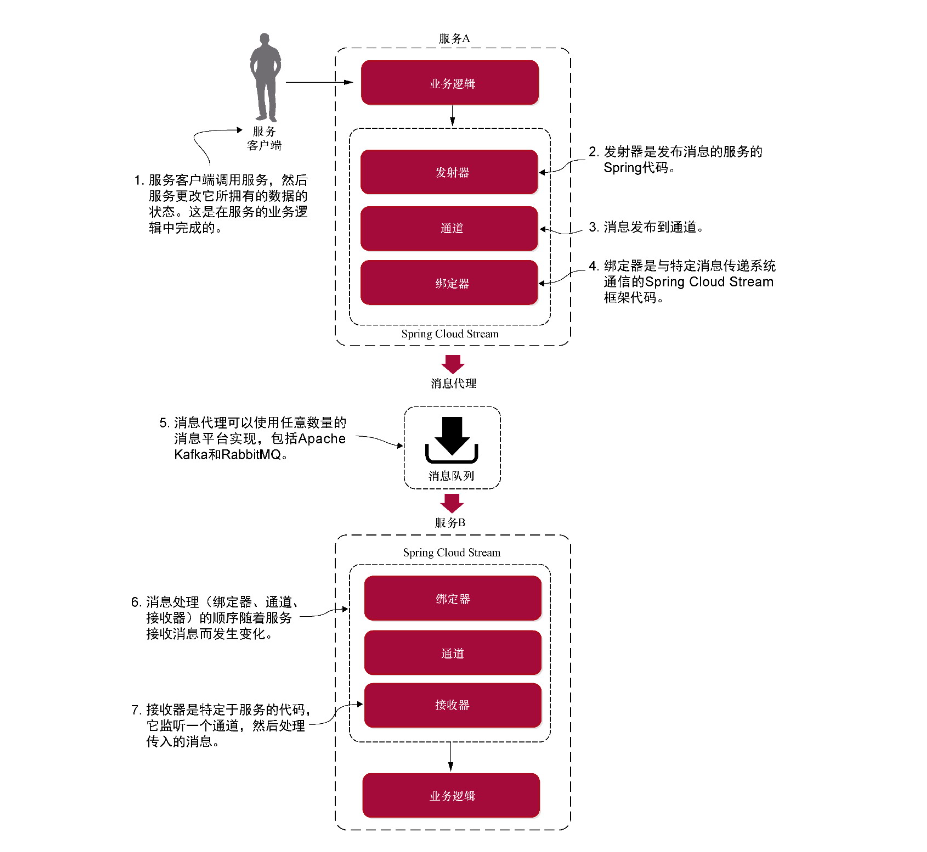 服务A
业务逻辑
服务
客户端
1. 服务客户端调用服务，然后
服务更改它所拥有的数据的
状态。这是在服务的业务逻
辑中完成的。
发射器
2. 发射器是发布消息的服务的
Spring代码。
通道
3. 消息发布到通道。
绑定器
4. 绑定器是与特定消息传递系统
通信的Spring Cloud Stream
框架代码。
Spring Cloud Stream
消息代理
5. 消息代理可以使用任意数量的
消息平台实现，包括Apache
Kafka和RabbitMQ。
消息队列
服务B
Spring Cloud Stream
绑定器
6. 消息处理（绑定器、通道、
接收器）的顺序随着服务
接收消息而发生变化。
通道
接收器
7. 接收器是特定于服务的代码，
它监听一个通道，然后处理
传入的消息。
业务逻辑